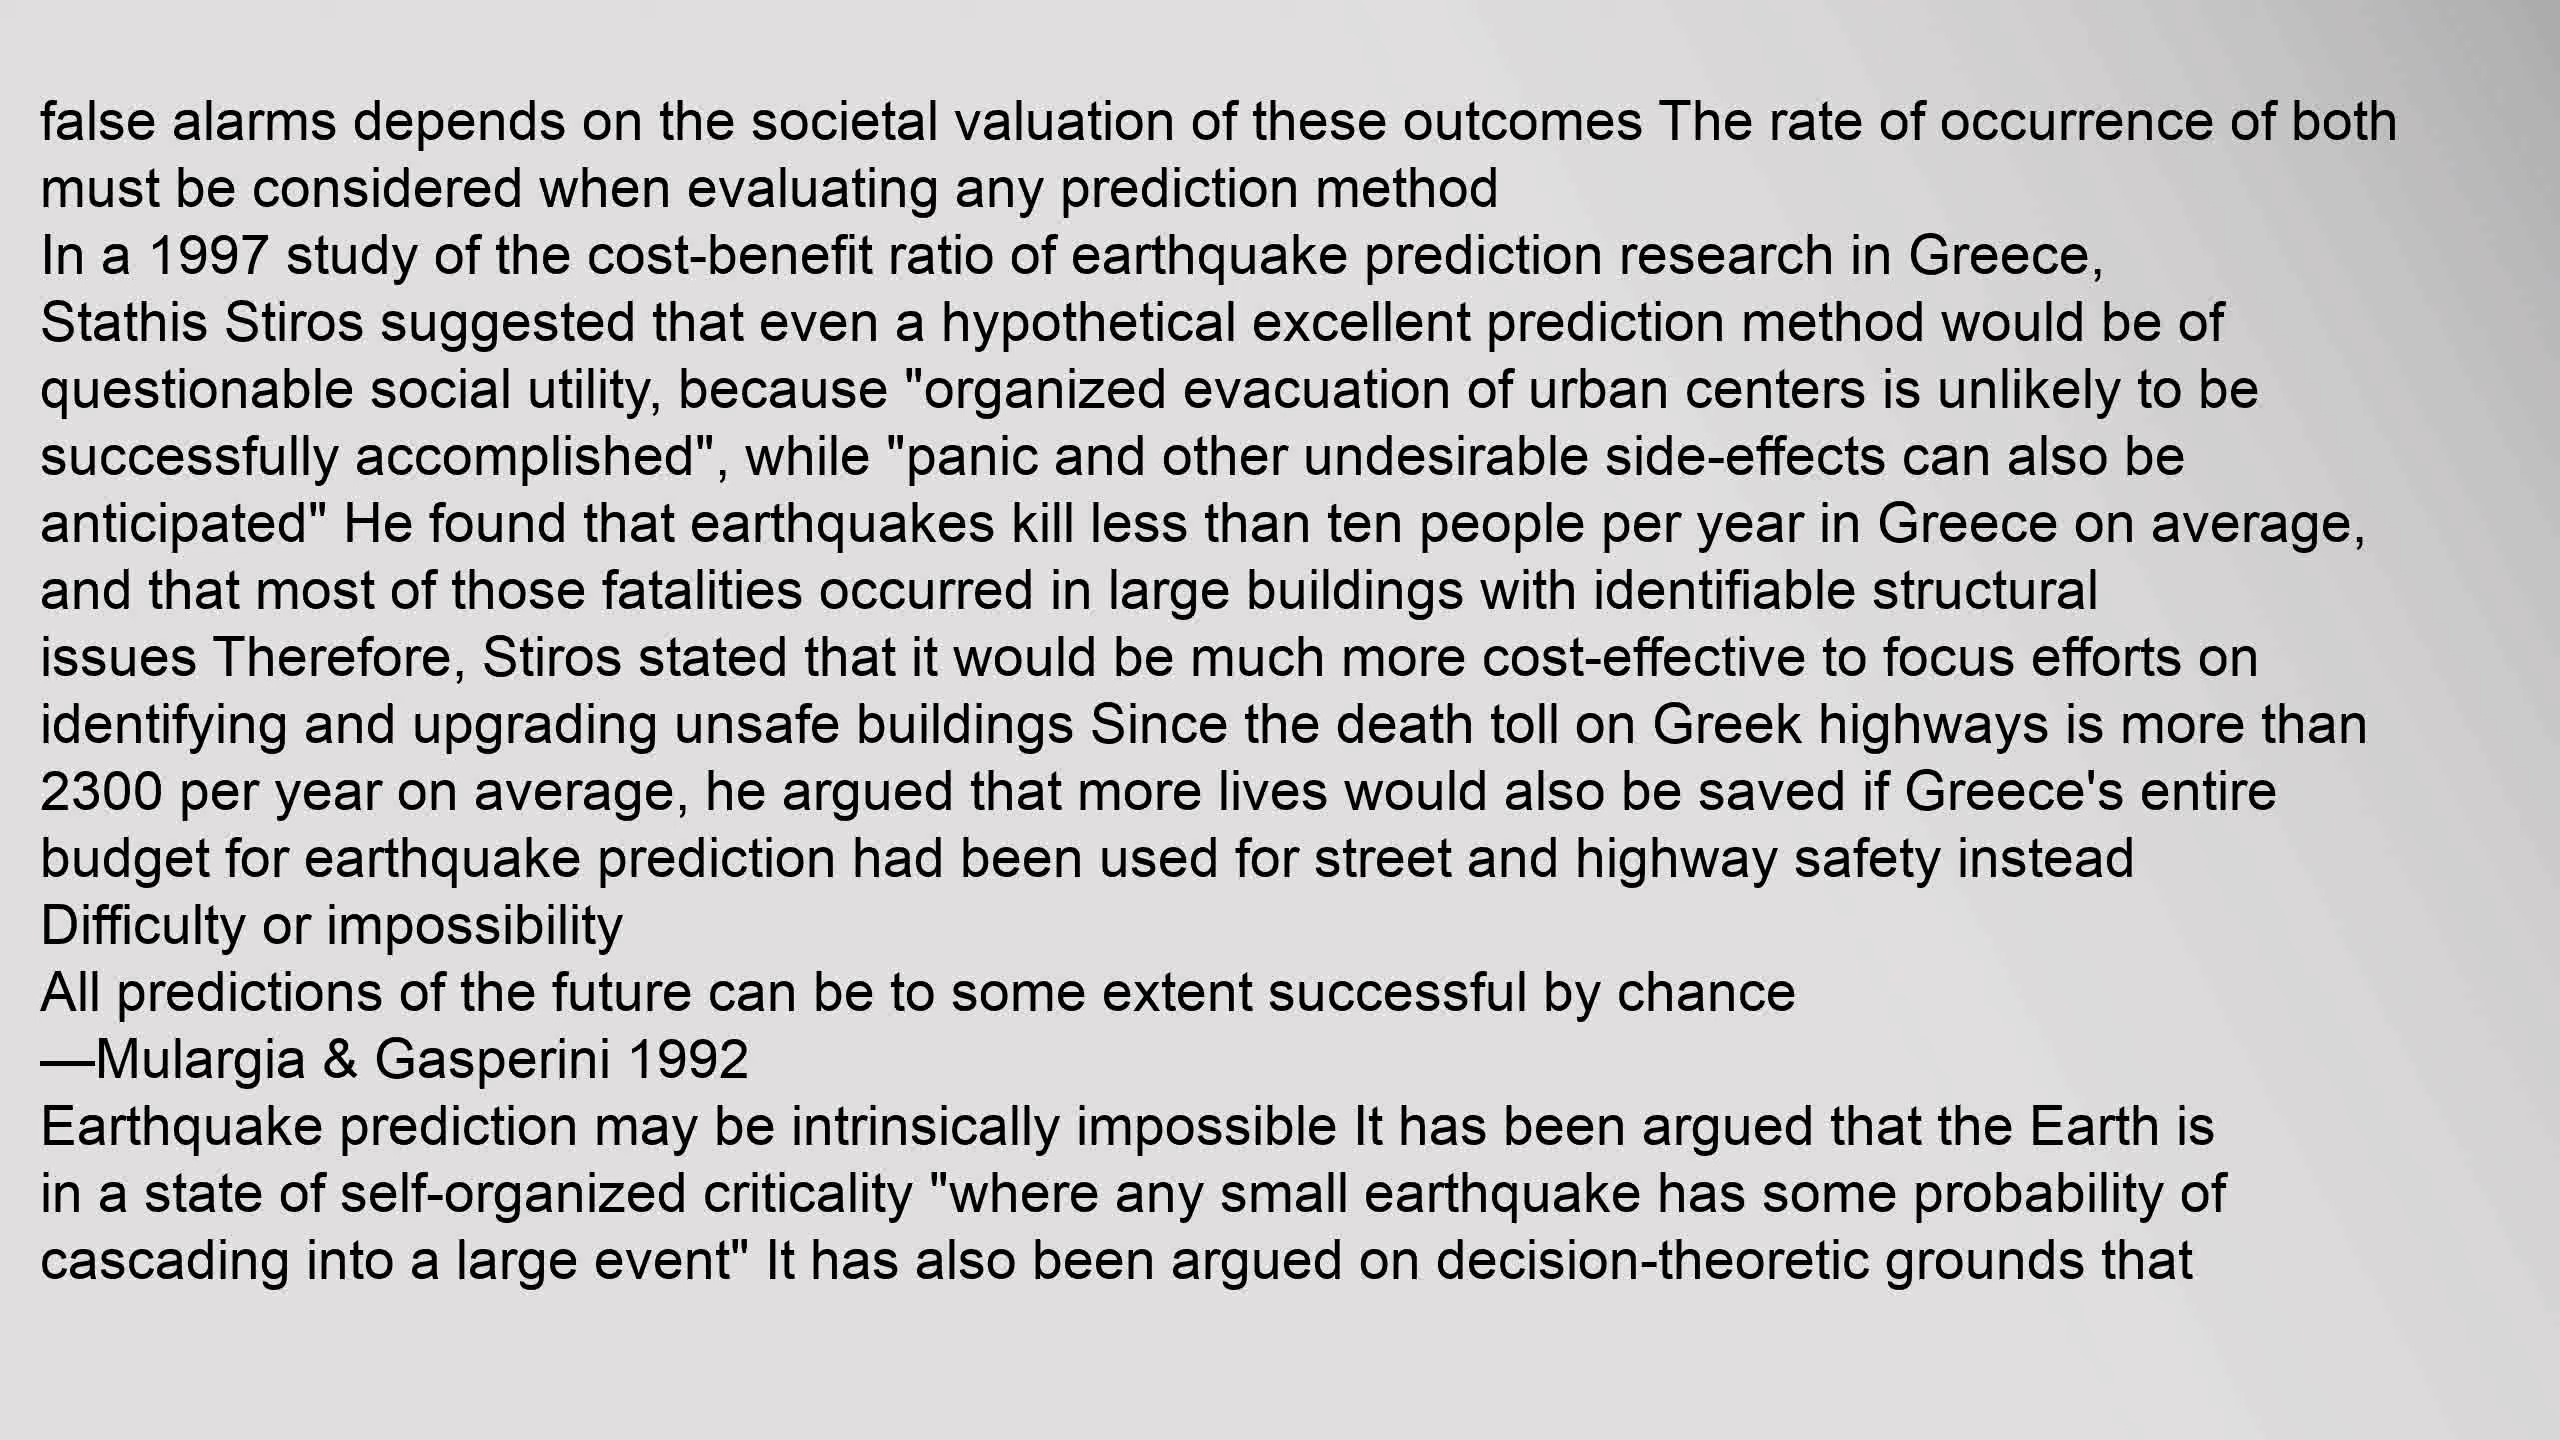 false alarms depends on the societal valuation of these outcomes The rate of occurrence of both
must be considered when evaluating any prediction method
In a 1997 study of the cost-benefit ratio of earthquake prediction research in Greece,
Stathis Stiros suggested that even a hypothetical excellent prediction method would be of
questionable social utility, because "organized evacuation of urban centers is unlikely to be
successfully accomplished", while "panic and other undesirable side-effects can also be
anticipated" He found that earthquakes kill less than ten people per year in Greece on average,
and that most of those fatalities occurred in large buildings with identifiable structural
issues Therefore, Stiros stated that it would be much more cost-effective to focus efforts on
identifying and upgrading unsafe buildings Since the death toll on Greek highways is more than
2300 per year on average, he argued that more lives would also be saved if Greece's entire
budget for earthquake prediction had been used for street and highway safety instead
Difficulty or impossibility
All predictions of the future can be to some extent successful by chance
—Mulargia & Gasperini 1992
Earthquake prediction may be intrinsically impossible It has been argued that the Earth is
in a state of self-organized criticality "where any small earthquake has some probability of
cascading into a large event" It has also been argued on decision-theoretic grounds that